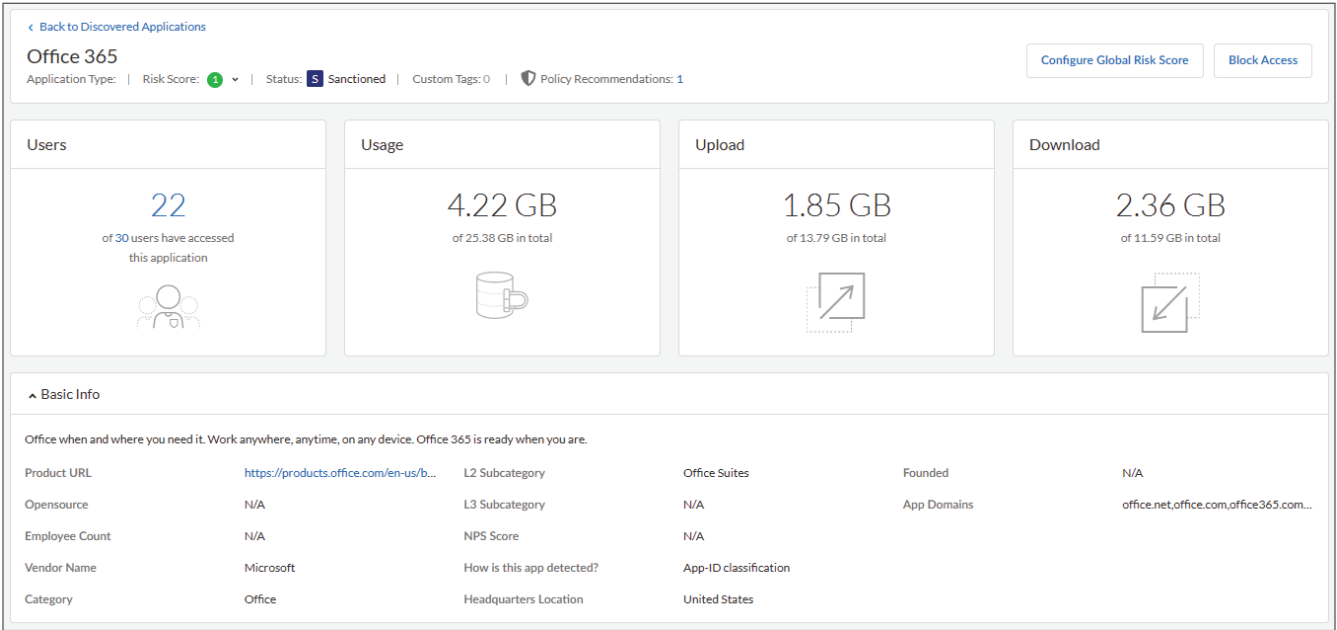 Back to Discovered Applications
Office 365
Configure Global Risk Score
Block Access
Application Type: | Risk Score: 1 | Status: S Sanctioned | Custom Tags: 0 | Policy Recommendations: 1
Users
22
of 30 users have accessed
this application
Usage
4.22 GB
of 25.38 GB in total
Upload
1.85 GB
of 13.79 GB in total
Download
2.36 GB
of 11.59 GB in total
Basic Info
Office when and where you need it. Work anywhere, anytime, on any device. Office 365 is ready when you are.
Product URL https://products.office.com/en-us/b... L2 Subcategory Office Suites Founded N/A
Opensource N/A L3 Subcategory N/A App Domains office.net,office.com,office365.com...
Employee Count N/A NPS Score N/A
Vendor Name Microsoft How is this app detected? App-ID classification
Category Office Headquarters Location United States